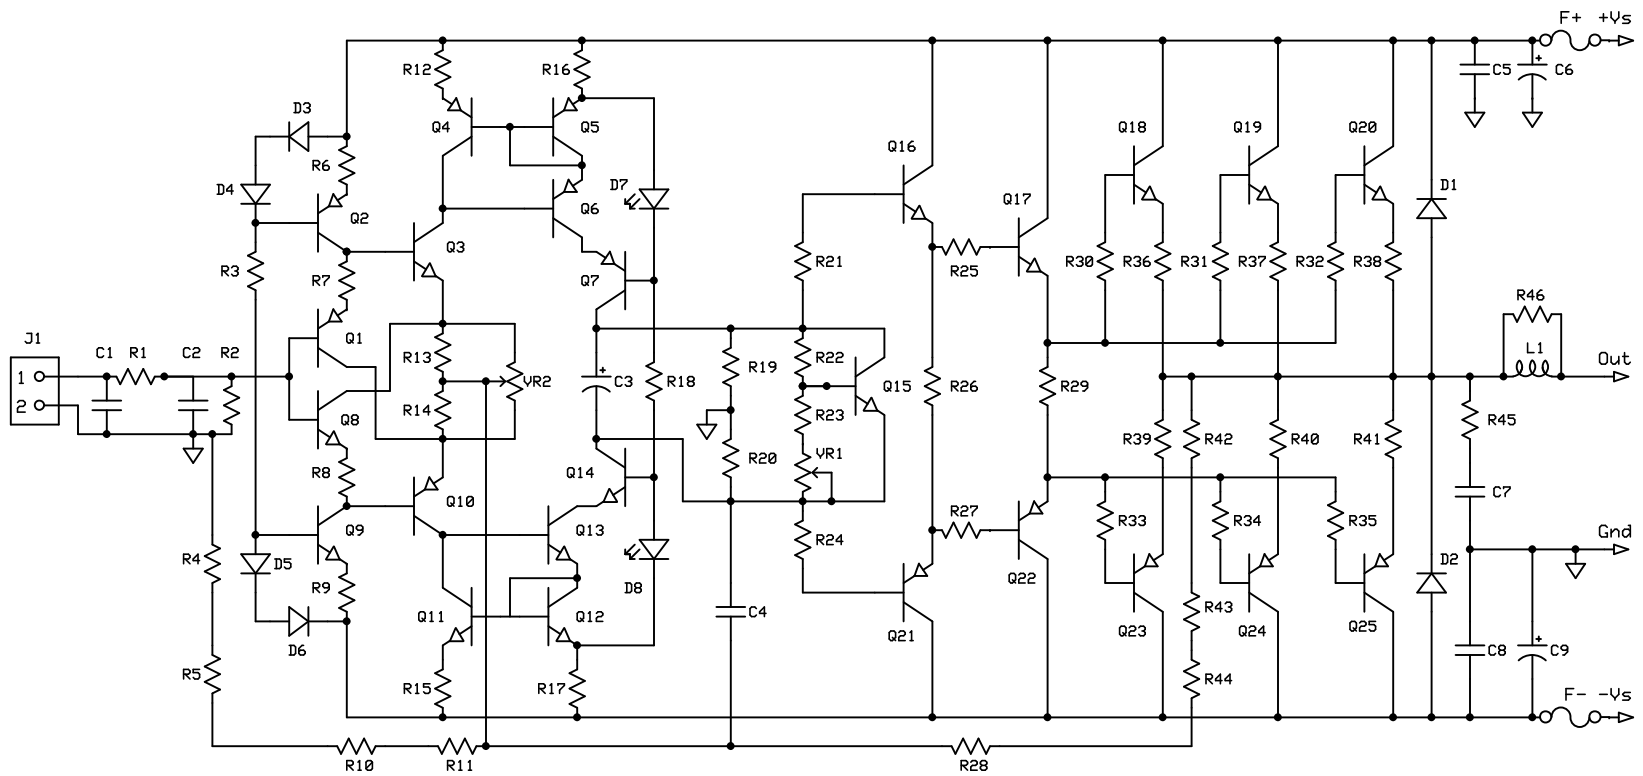 F+ +Vs
R12
R16
C5
C6
D3
Q4
Q5
Q18
Q19
Q20
Q16
R6
D4
D7
D1
Q2
Q6
Q17
Q3
R3
R21
Q7
R25
R30
R36
R31
R37
R32
R38
R7
R46
J1
Q1
C1
R1
C2
R2
R13
R22
L1
Out
1
VR2
C3
R18
R19
Q15
R26
R29
2
R14
R23
Q8
R45
R39
R42
R40
R41
VR1
R20
R8
Q14
Q10
C7
R27
R33
R34
R35
Q9
Q13
R24
Gnd
R4
D5
D2
Q22
R9
D8
Q11
Q12
C4
R43
Q23
Q24
Q25
Q21
D6
C8
C9
R5
R44
R15
R17
F- -Vs
R10
R11
R28